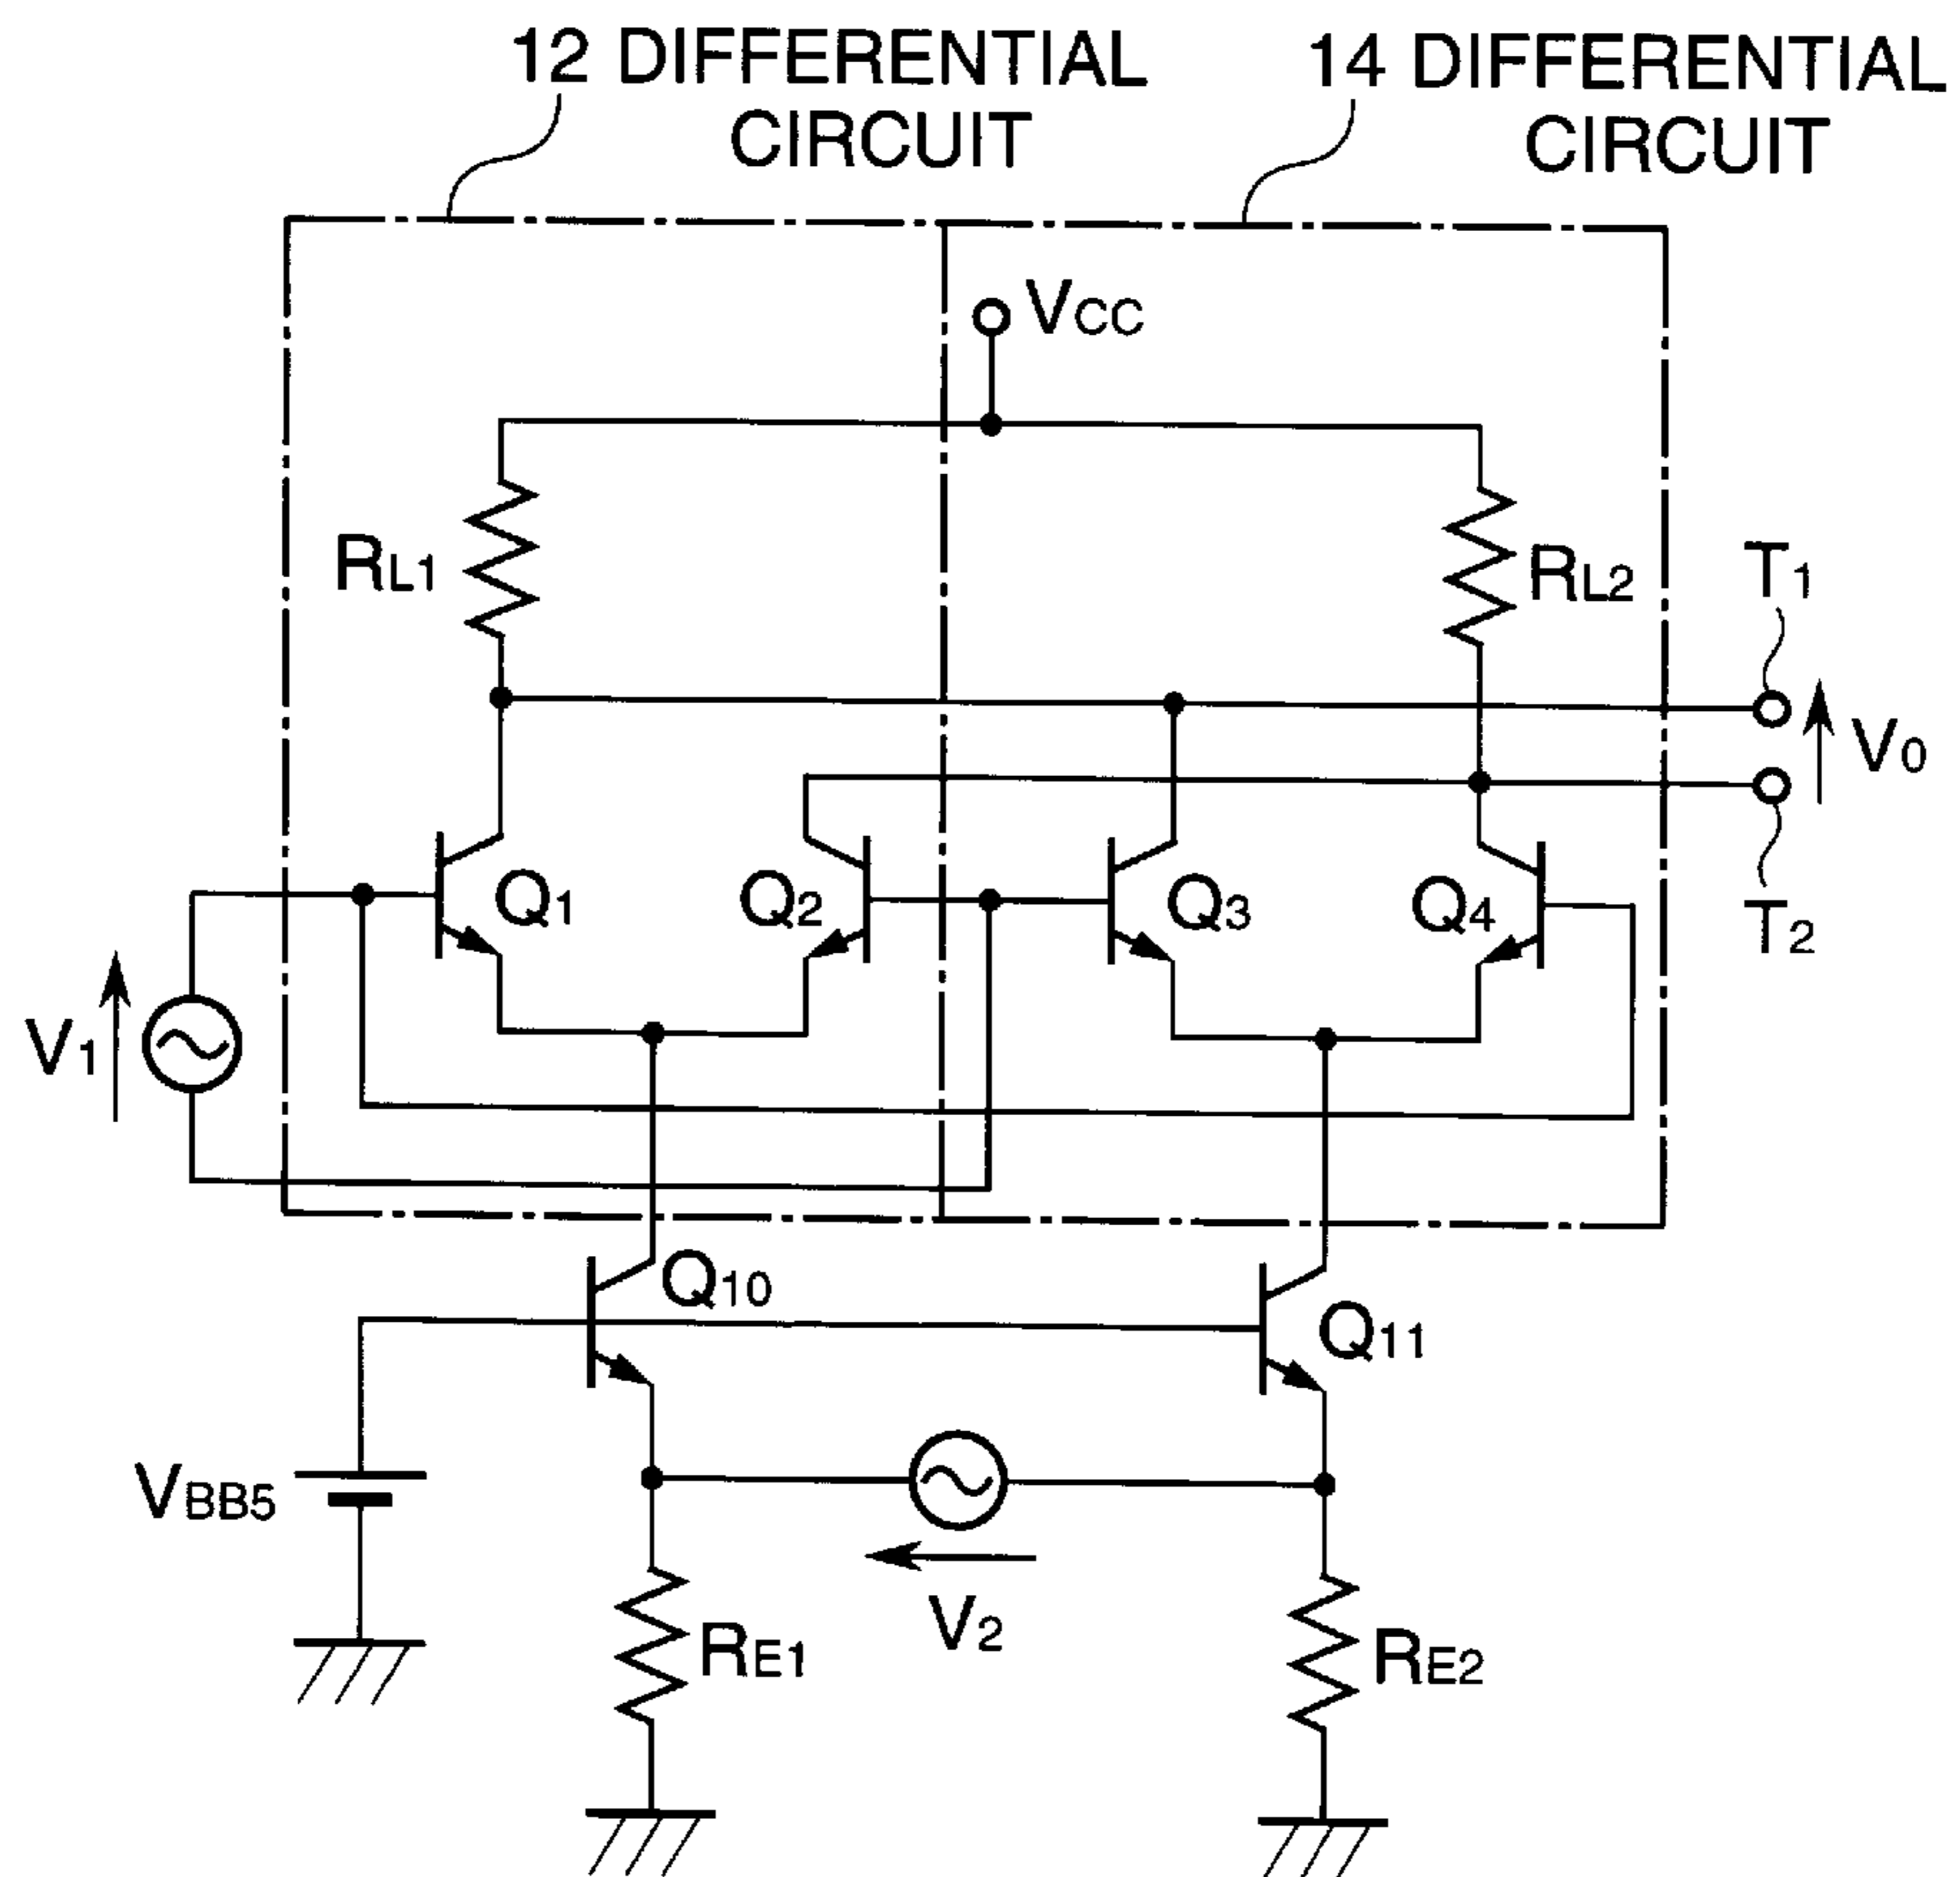 12 DIFFERENTIAL
CIRCUIT
14 DIFFERENTIAL
CIRCUIT
VCC
RL1
RL2
T1
V0
T2
Q1
Q2
Q3
Q4
V1
Q10
Q11
VBB5
V2
RE1
RE2